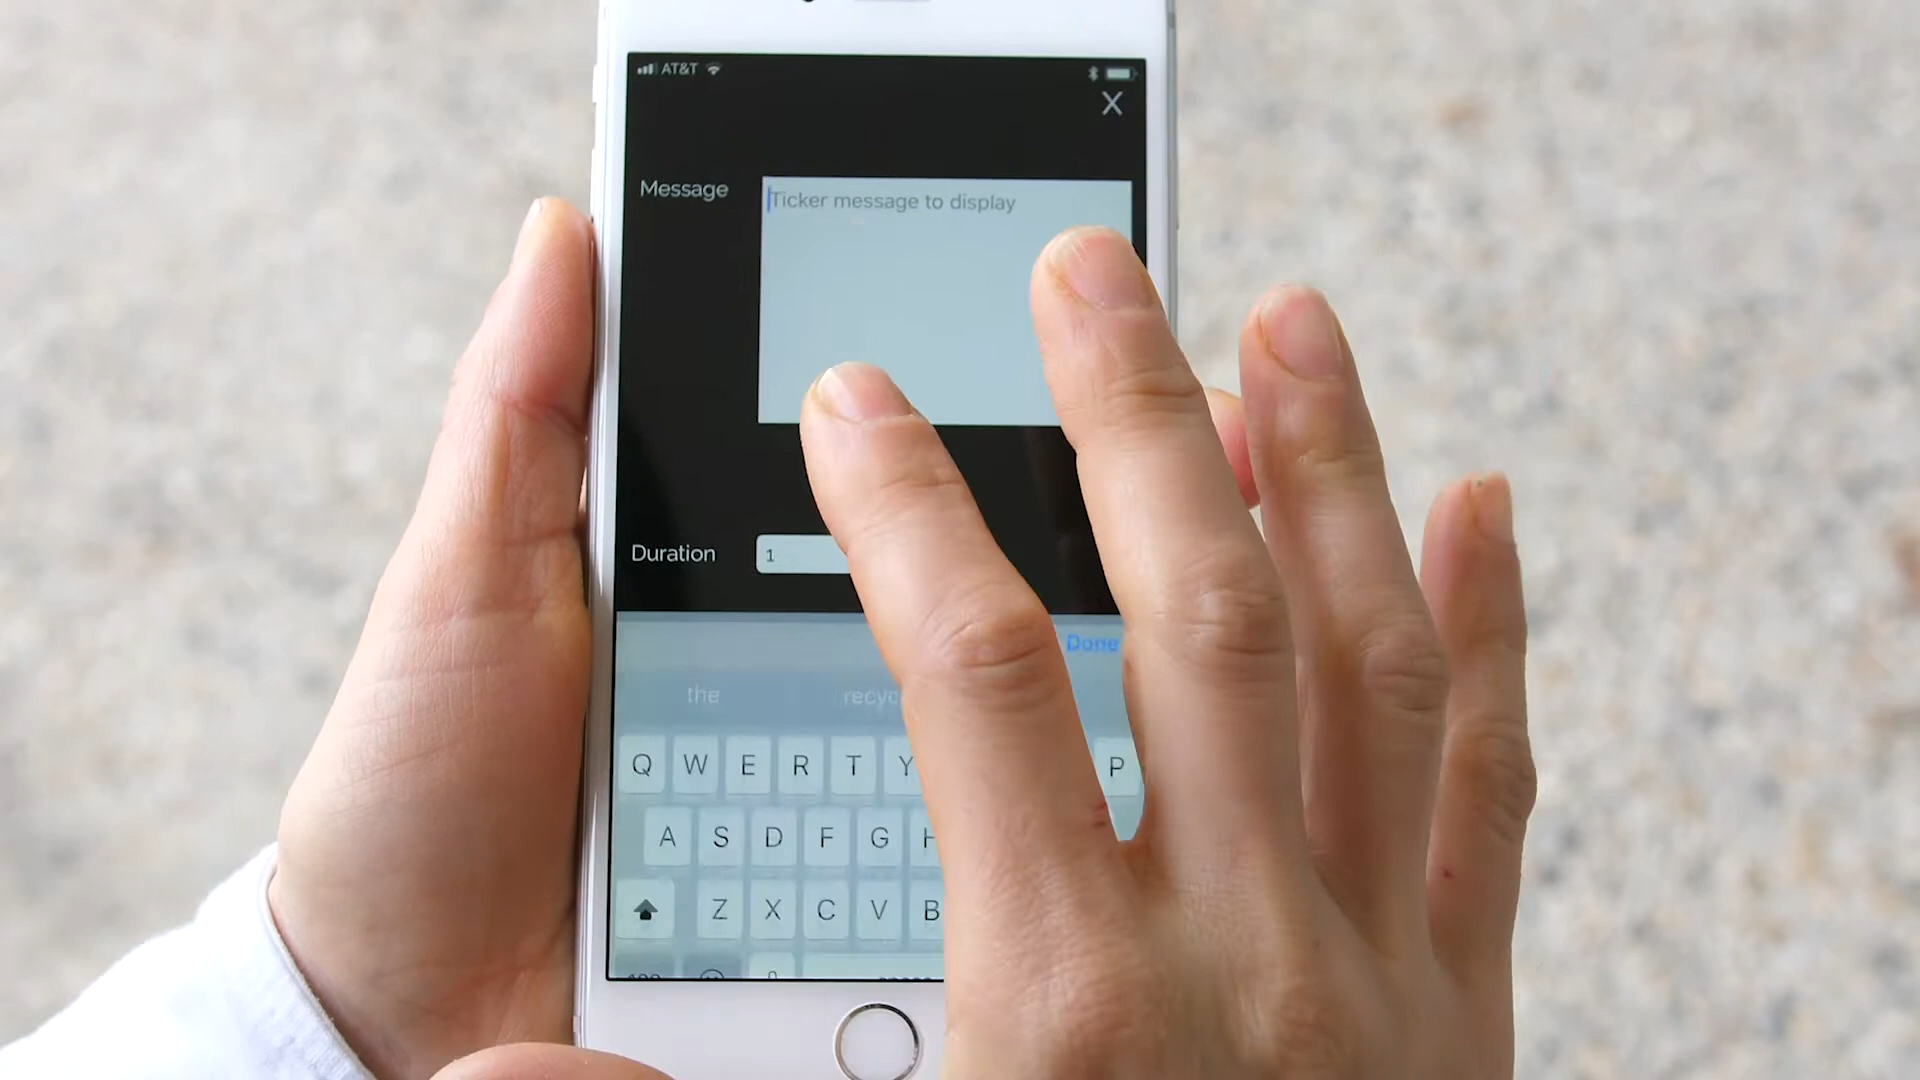 AT&T
X
Message
Ticker message to display
Duration
1
Done
the
Q W E R T Y P
A S D F G H
Z X C V B